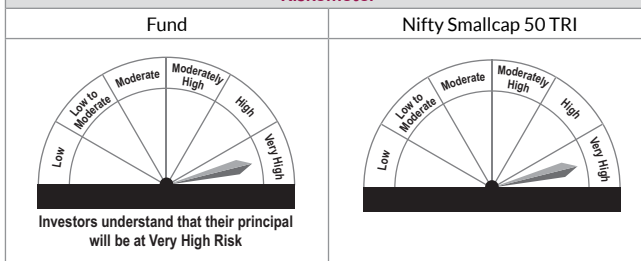 Fund
Nifty Smallcap 50 TRI
Low
Low to
Moderate
Moderate
Moderately
High
High
Very High
Low
Low to
Moderate
Moderate
Moderately
High
High
Very High
Investors understand that their principal
will be at Very High Risk